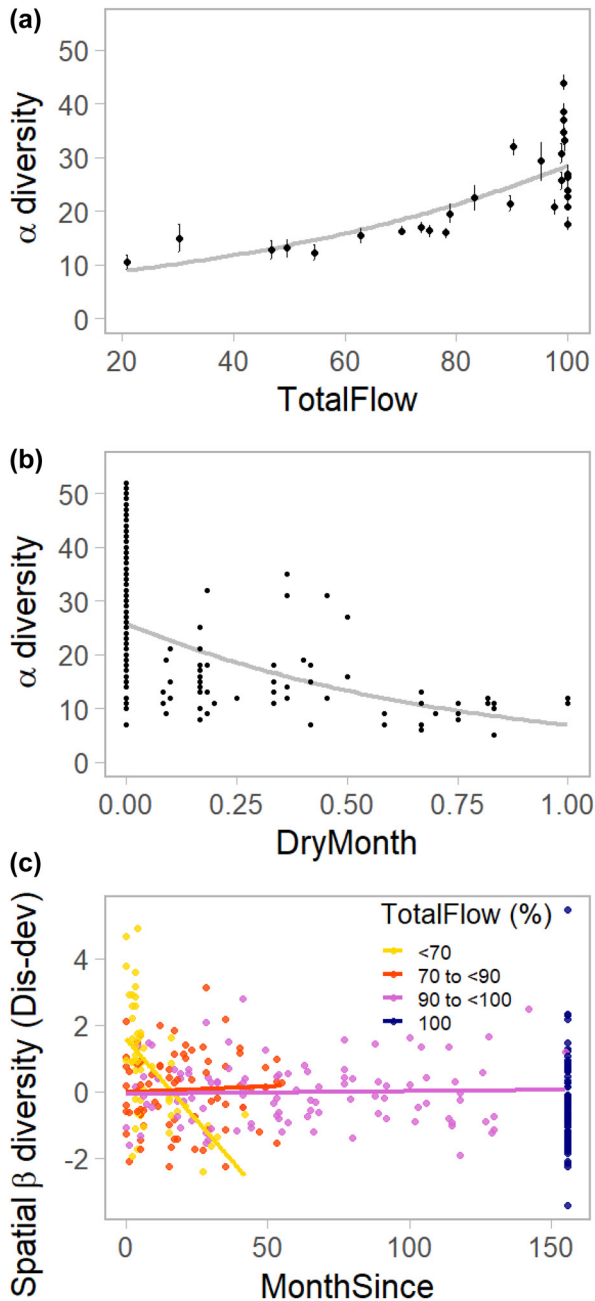 (a)
α diversity
50
40
30
20
10
0
20 40 60 80 100
TotalFlow
(b)
α diversity
50
40
30
20
10
0
0.00 0.25 0.50 0.75 1.00
DryMonth
(c)
Spatial β diversity (Dis-dev)
4
2
0
-2
TotalFlow (%)
<70
70 to <90
90 to <100
100
0 50 100 150
MonthSince